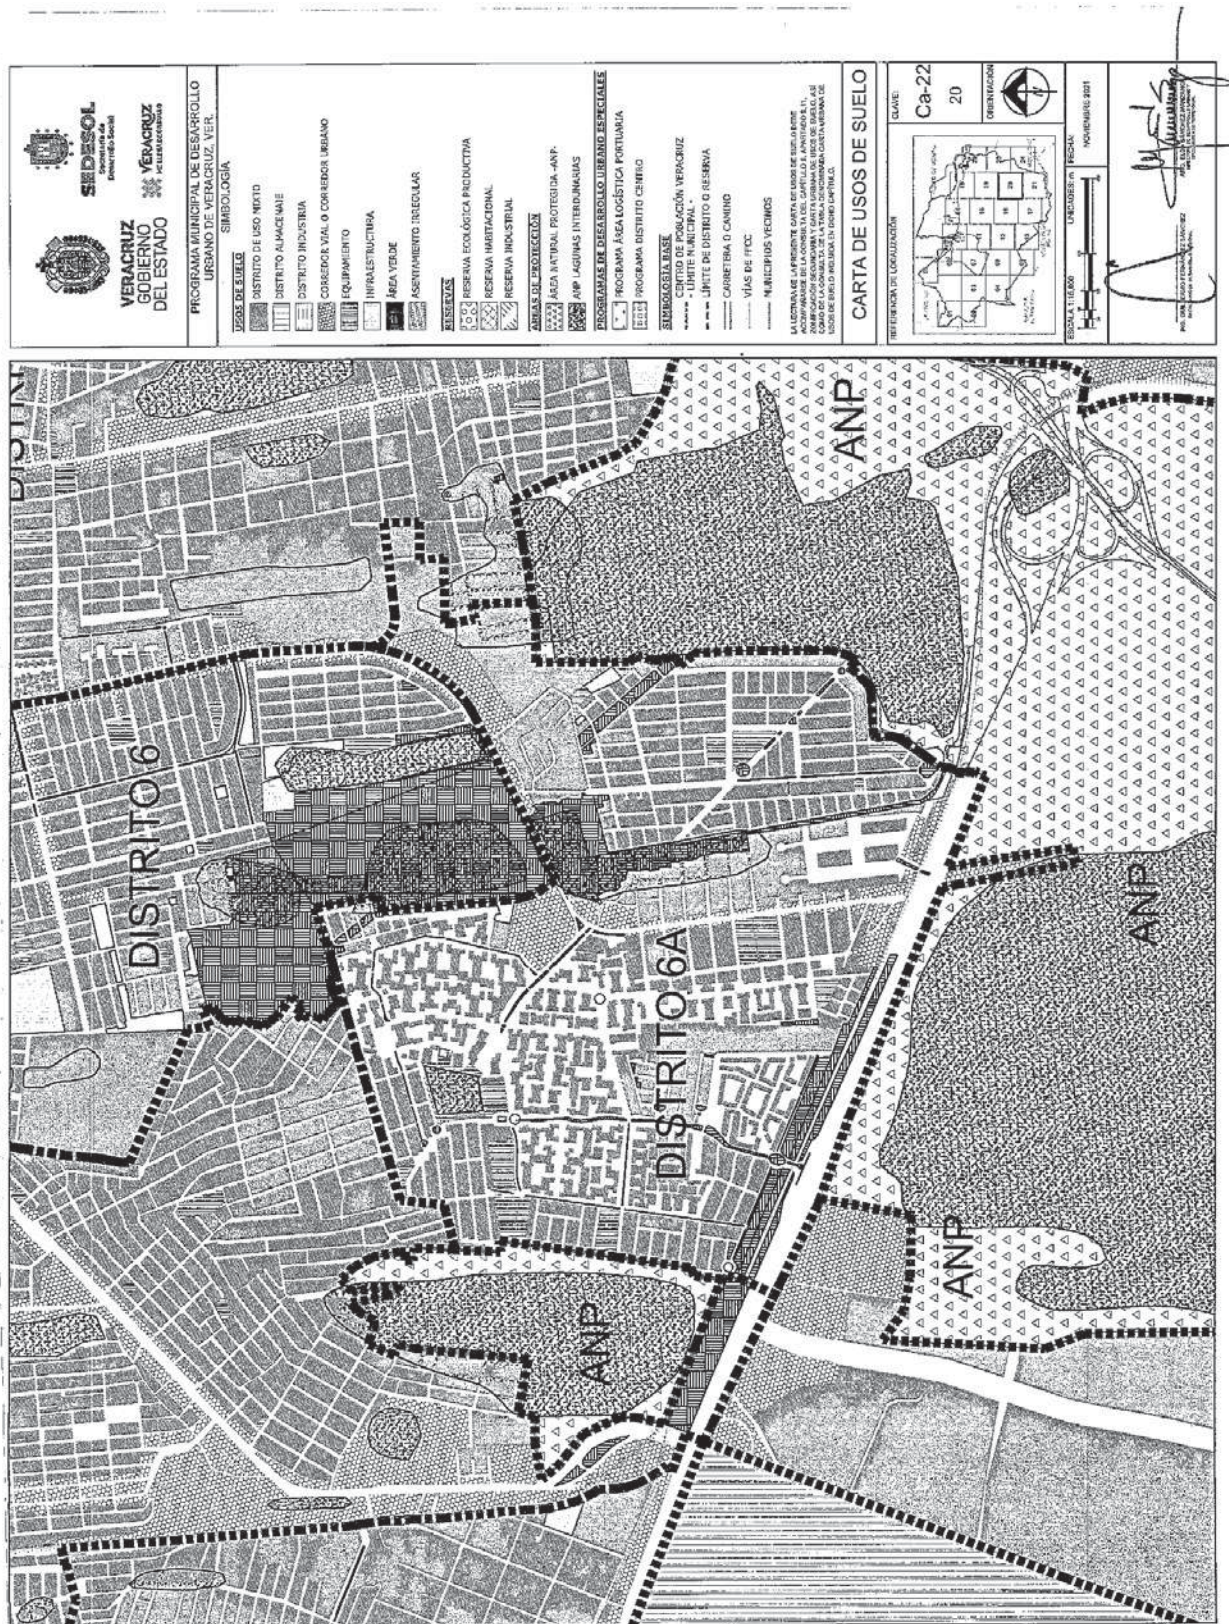 SEDESOL
Secretaría de
Desarrollo Social
VERACRUZ
GOBIERNO
DEL ESTADO
VERACRUZ
PROGRAMA MUNICIPAL DE DESARROLLO
URBANO DE VERACRUZ, VER.
SIMBOLOGÍA
USOS DE SUELO
DISTRITO DE USO MIXTO
DISTRITO ALMACENAJE
DISTRITO INDUSTRIA
CORREDOR VIAL O CORREDOR URBANO
EQUIPAMIENTO
INFRAESTRUCTURA
ÁREA VERDE
ASENTAMIENTO IRREGULAR
RESERVAS
RESERVA ECOLÓGICA PRODUCTIVA
RESERVA HABITACIONAL
RESERVA INDUSTRIAL
ÁREAS DE PROTECCIÓN
ÁREA NATURAL PROTEGIDA -ANP-
ANP LAGUNAS INTERDUNARIAS
PROGRAMAS DE DESARROLLO URBANO ESPECIALES
PROGRAMA ÁREA LOGÍSTICA PORTUARIA
PROGRAMA DISTRITO CENTRO
SIMBOLOGÍA BASE
CENTRO DE POBLACIÓN VERACRUZ
- LÍMITE MUNICIPAL -
LÍMITE DE DISTRITO O RESERVA
CARRETERA O CAMINO
VÍAS DE FFCC
MUNICIPIOS VECINOS
CARTA DE USOS DE SUELO
REFERENCIA DE LOCALIZACIÓN
CLAVE:
Ca-22
20
ORIENTACIÓN
N
UNIDADES: m
FECHA:
NOVIEMBRE 2021
DISTRITO 6
DISTRITO 6A
ANP
ANP
ANP
ANP